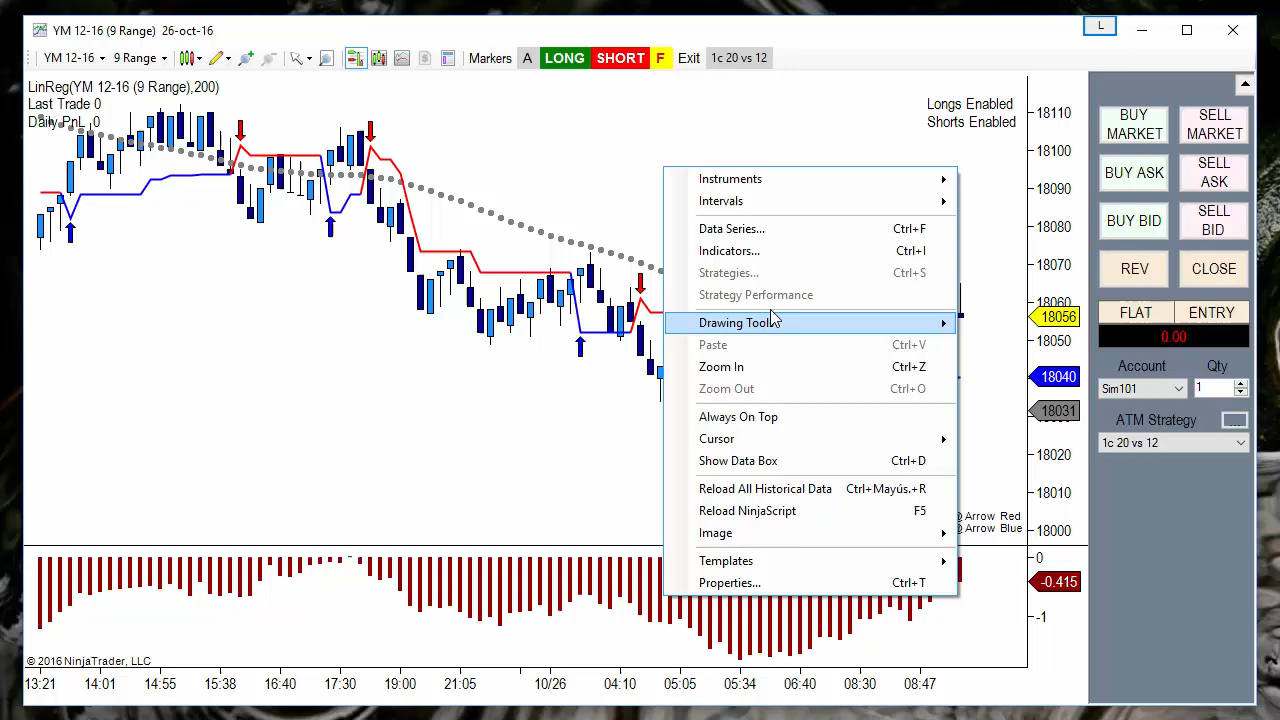 YM 12-16 (9 Range) 26-oct-16
L
YM 12-16 9 Range Markers A LONG SHORT F Exit 1c 20 vs 12
LinReg(YM 12-16 (9 Range),200)
Last Trade 0
Daily PnL 0
Longs Enabled
Shorts Enabled
Instruments
Intervals
Data Series... Ctrl+F
Indicators... Ctrl+I
Strategies... Ctrl+S
Strategy Performance
Drawing Tools
Paste Ctrl+V
Zoom In Ctrl+Z
Zoom Out Ctrl+O
Always On Top
Cursor
Show Data Box Ctrl+D
Reload All Historical Data Ctrl+Mayús.+R
Reload NinjaScript F5
Image
Templates
Properties... Ctrl+T
@ Arrow Red
@ Arrow Blue
18110
18100
18090
18080
18070
18060
18056
18050
18040
18031
18020
18010
18000
0
-0.415
-1
© 2016 NinjaTrader, LLC
13:21 14:01 14:55 15:38 16:40 17:30 19:00 21:05 10/26 04:10 05:05 05:34 06:40 08:30 08:47
BUY MARKET
SELL MARKET
BUY ASK
SELL ASK
BUY BID
SELL BID
REV
CLOSE
FLAT
ENTRY
0.00
Account Qty
Sim101 1
ATM Strategy ...
1c 20 vs 12